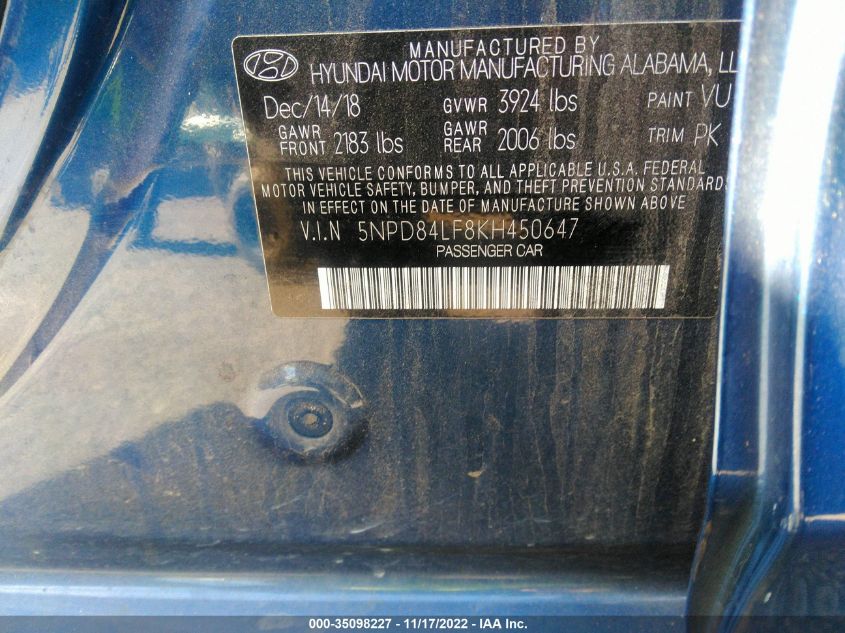 MANUFACTURED BY
HYUNDAI MOTOR MANUFACTURING ALABAMA, LL
Dec/14/18 GVWR 3924 lbs PAINT VU
GAWR FRONT 2183 lbs GAWR REAR 2006 lbs TRIM PK
THIS VEHICLE CONFORMS TO ALL APPLICABLE U.S.A. FEDERAL
MOTOR VEHICLE SAFETY, BUMPER, AND THEFT PREVENTION STANDARDS
IN EFFECT ON THE DATE OF MANUFACTURE SHOWN ABOVE
V.I.N 5NPD84LF8KH450647
PASSENGER CAR
000-35098227 - 11/17/2022 - IAA Inc.